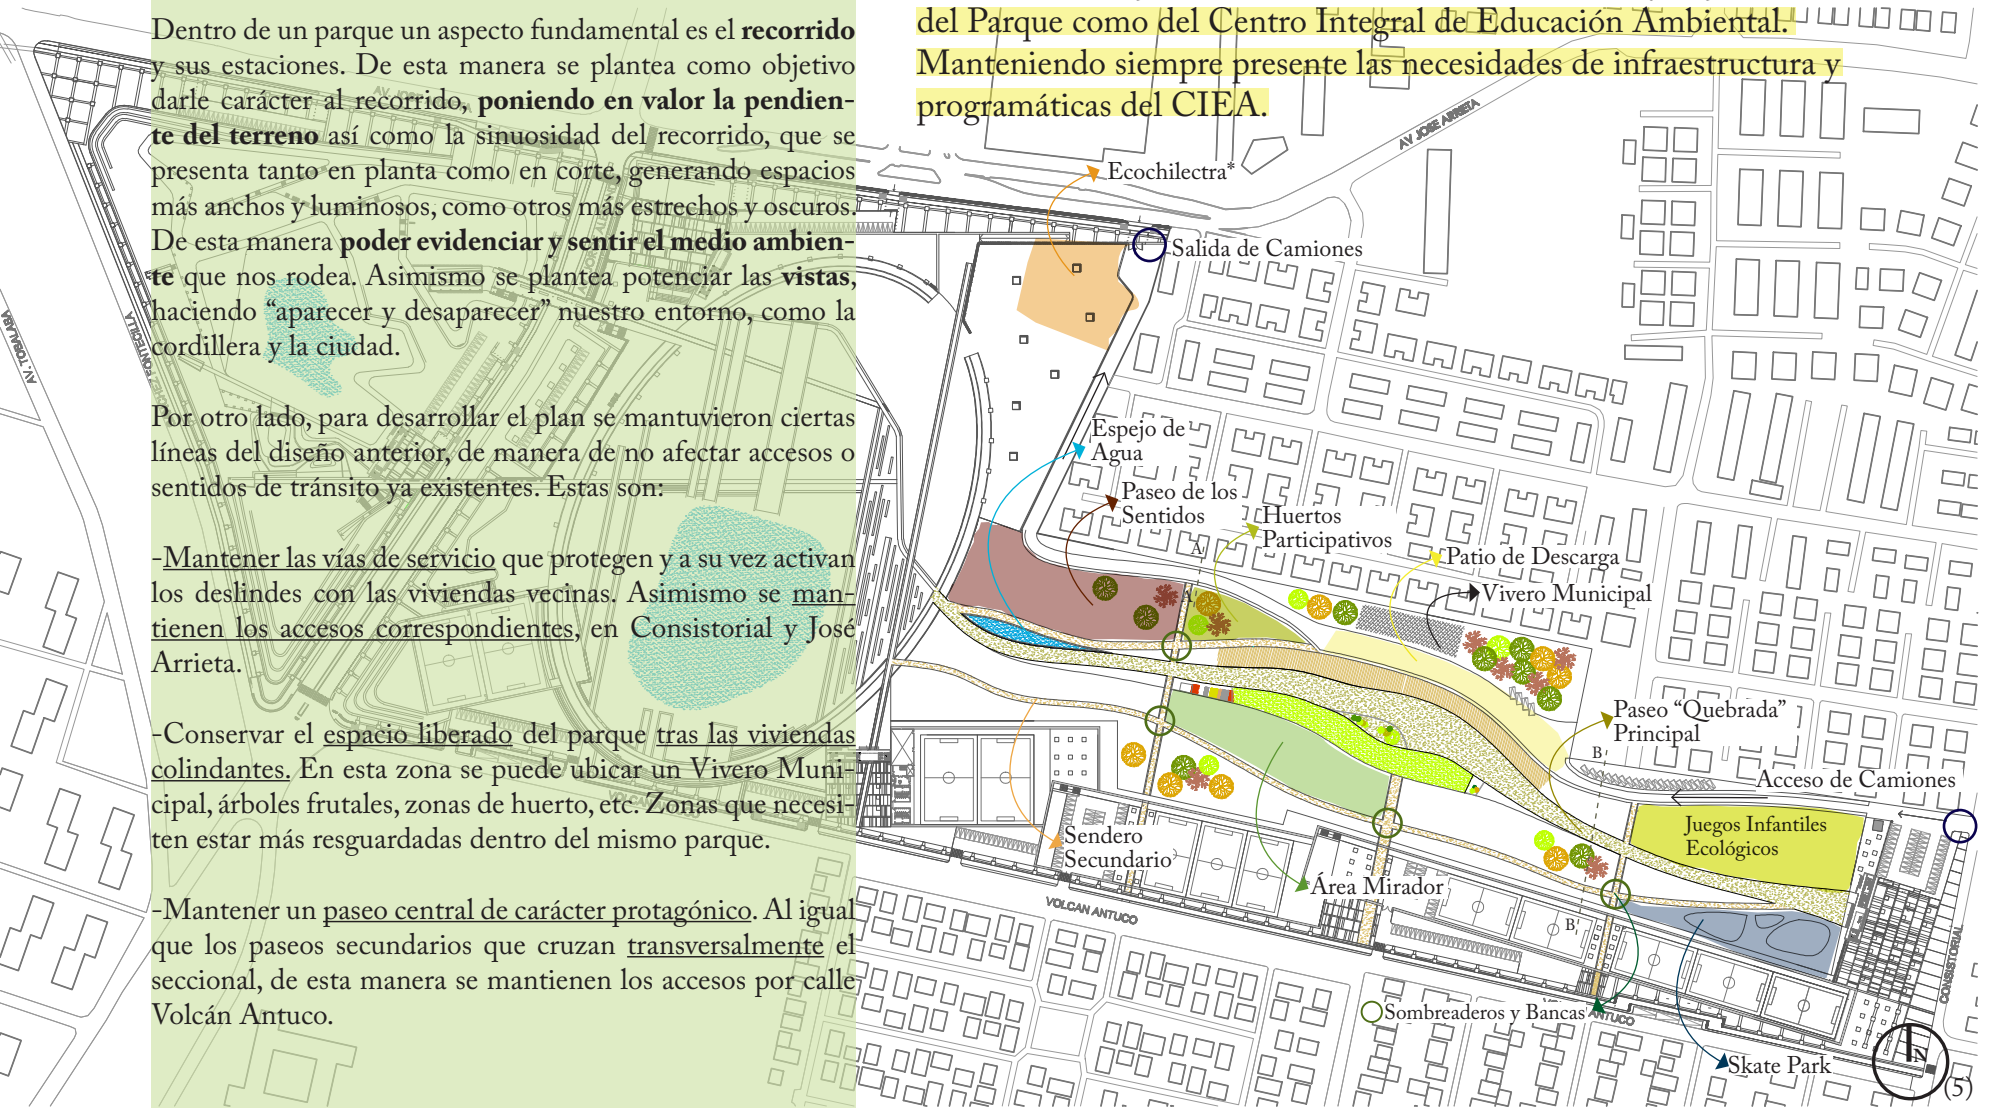 Dentro de un parque un aspecto fundamental es el recorrido
y sus estaciones. De esta manera se plantea como objetivo
darle carácter al recorrido, poniendo en valor la pendien-
te del terreno así como la sinuosidad del recorrido, que se
presenta tanto en planta como en corte, generando espacios
más anchos y luminosos, como otros más estrechos y oscuros.
De esta manera poder evidenciar y sentir el medio ambien-
te que nos rodea. Asimismo se plantea potenciar las vistas,
haciendo “aparecer y desaparecer” nuestro entorno, como la
cordillera y la ciudad.
Por otro lado, para desarrollar el plan se mantuvieron ciertas
líneas del diseño anterior, de manera de no afectar accesos o
sentidos de tránsito ya existentes. Estas son:
-Mantener las vías de servicio que protegen y a su vez activan
los deslindes con las viviendas vecinas. Asimismo se man-
tienen los accesos correspondientes, en Consistorial y José
Arrieta.
-Conservar el espacio liberado del parque tras las viviendas
colindantes. En esta zona se puede ubicar un Vivero Muni-
cipal, árboles frutales, zonas de huerto, etc. Zonas que necesi-
ten estar más resguardadas dentro del mismo parque.
-Mantener un paseo central de carácter protagónico. Al igual
que los paseos secundarios que cruzan transversalmente el
seccional, de esta manera se mantienen los accesos por calle
Volcán Antuco.
del Parque como del Centro Integral de Educación Ambiental.
Manteniendo siempre presente las necesidades de infraestructura y
programáticas del CIEA.
AV JOSE ARRIETA
Ecochilectra*
Salida de Camiones
Espejo de
Agua
Paseo de los
Sentidos
Huertos
Participativos
A
A'
Patio de Descarga
Vivero Municipal
Paseo “Quebrada”
Principal
B
Acceso de Camiones
Juegos Infantiles
Ecológicos
Sendero
Secundario
Área Mirador
B'
VOLCAN ANTUCO
CONSISTORIAL
Sombreaderos y Bancas
ANTUCO
Skate Park
N
(5)
AV. TOBALABA